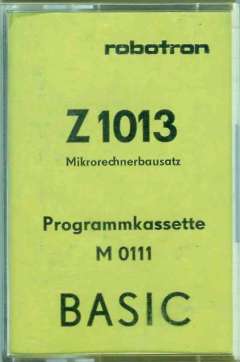 robotron
Z 1013
Mikrorechnerbausatz
Programmkassette
M 0111
BASIC